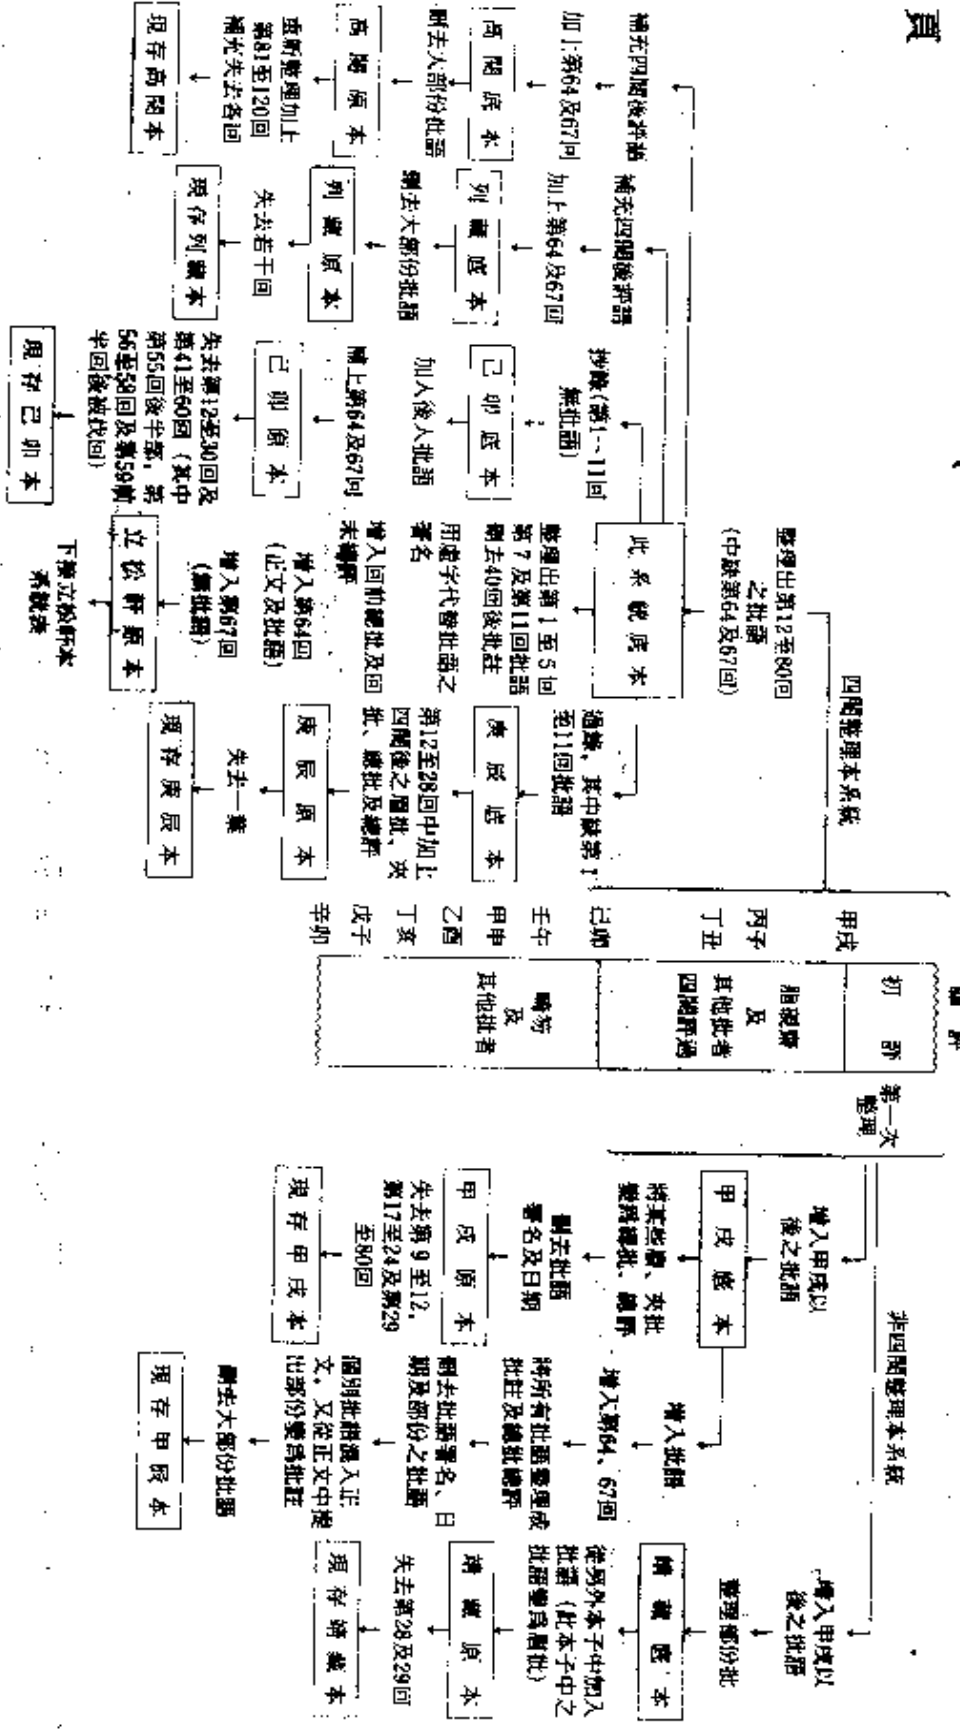 頁
四閱整理本系統
整理出第12至80回
之批語
(中缺第64及67回)
此系統底本
補充四閱後評語
加上第64及67回
高閱底本
刪去大部份批語
高閱原本
重新整理加上
第81至120回
補充失去各回
現存高閱本
補充四閱後評語
加上第64及67回
列藏底本
刪去大部份批語
列藏原本
失去若干回
現存列藏本
抄錄(第1~11回
無批語)
己卯底本
加入後人批語
補上第64及67回
己卯原本
失去第12至30回及
第41至60回(其中
第55回後半部,第
56至58回及第59前
半回後被找回)
現存己卯本
整理出第1至5回
第7及第11回批語
刪去40回後批註
用虛字代替批語之
署名
增入回前總批及回
末總評
增入第64回
(正文及批語)
增入第67回
(無批語)
立松軒原本
下接立松軒本
系統表
過錄,其中缺第1
至11回批語
庚辰底本
第12至28回中加上
四閱後之眉批、夾
批、總批及總評
庚辰原本
失去一葉
現存庚辰本
甲戌
丙子
丁丑
己卯
壬午
甲申
乙酉
丁亥
戊子
辛卯
初評
脂硯齋
及
其他批者
四閱評過
畸笏
及
其他批者
第一次
整理
非四閱整理本系統
增入甲戌以
後之批語
甲戌底本
將某些眉、夾批
變為總批、總評
刪去批語
署名及日期
甲戌原本
失去第9至12,
第17至24及第29
至80回
現存甲戌本
增入批語
增入第64、67回
將所有批語整理成
批註及總批總評
刪去批語署名、日
期及部份之批語
個別批語混入正
文,又從正文中提
出部份變為批註
刪去大部份批語
現存甲辰本
增入甲戌以
後之批語
整理部份批
靖藏底本
從另外本子中加入
批語(此本子中之
批語變為眉批)
靖藏原本
失去第28及29回
現存靖藏本